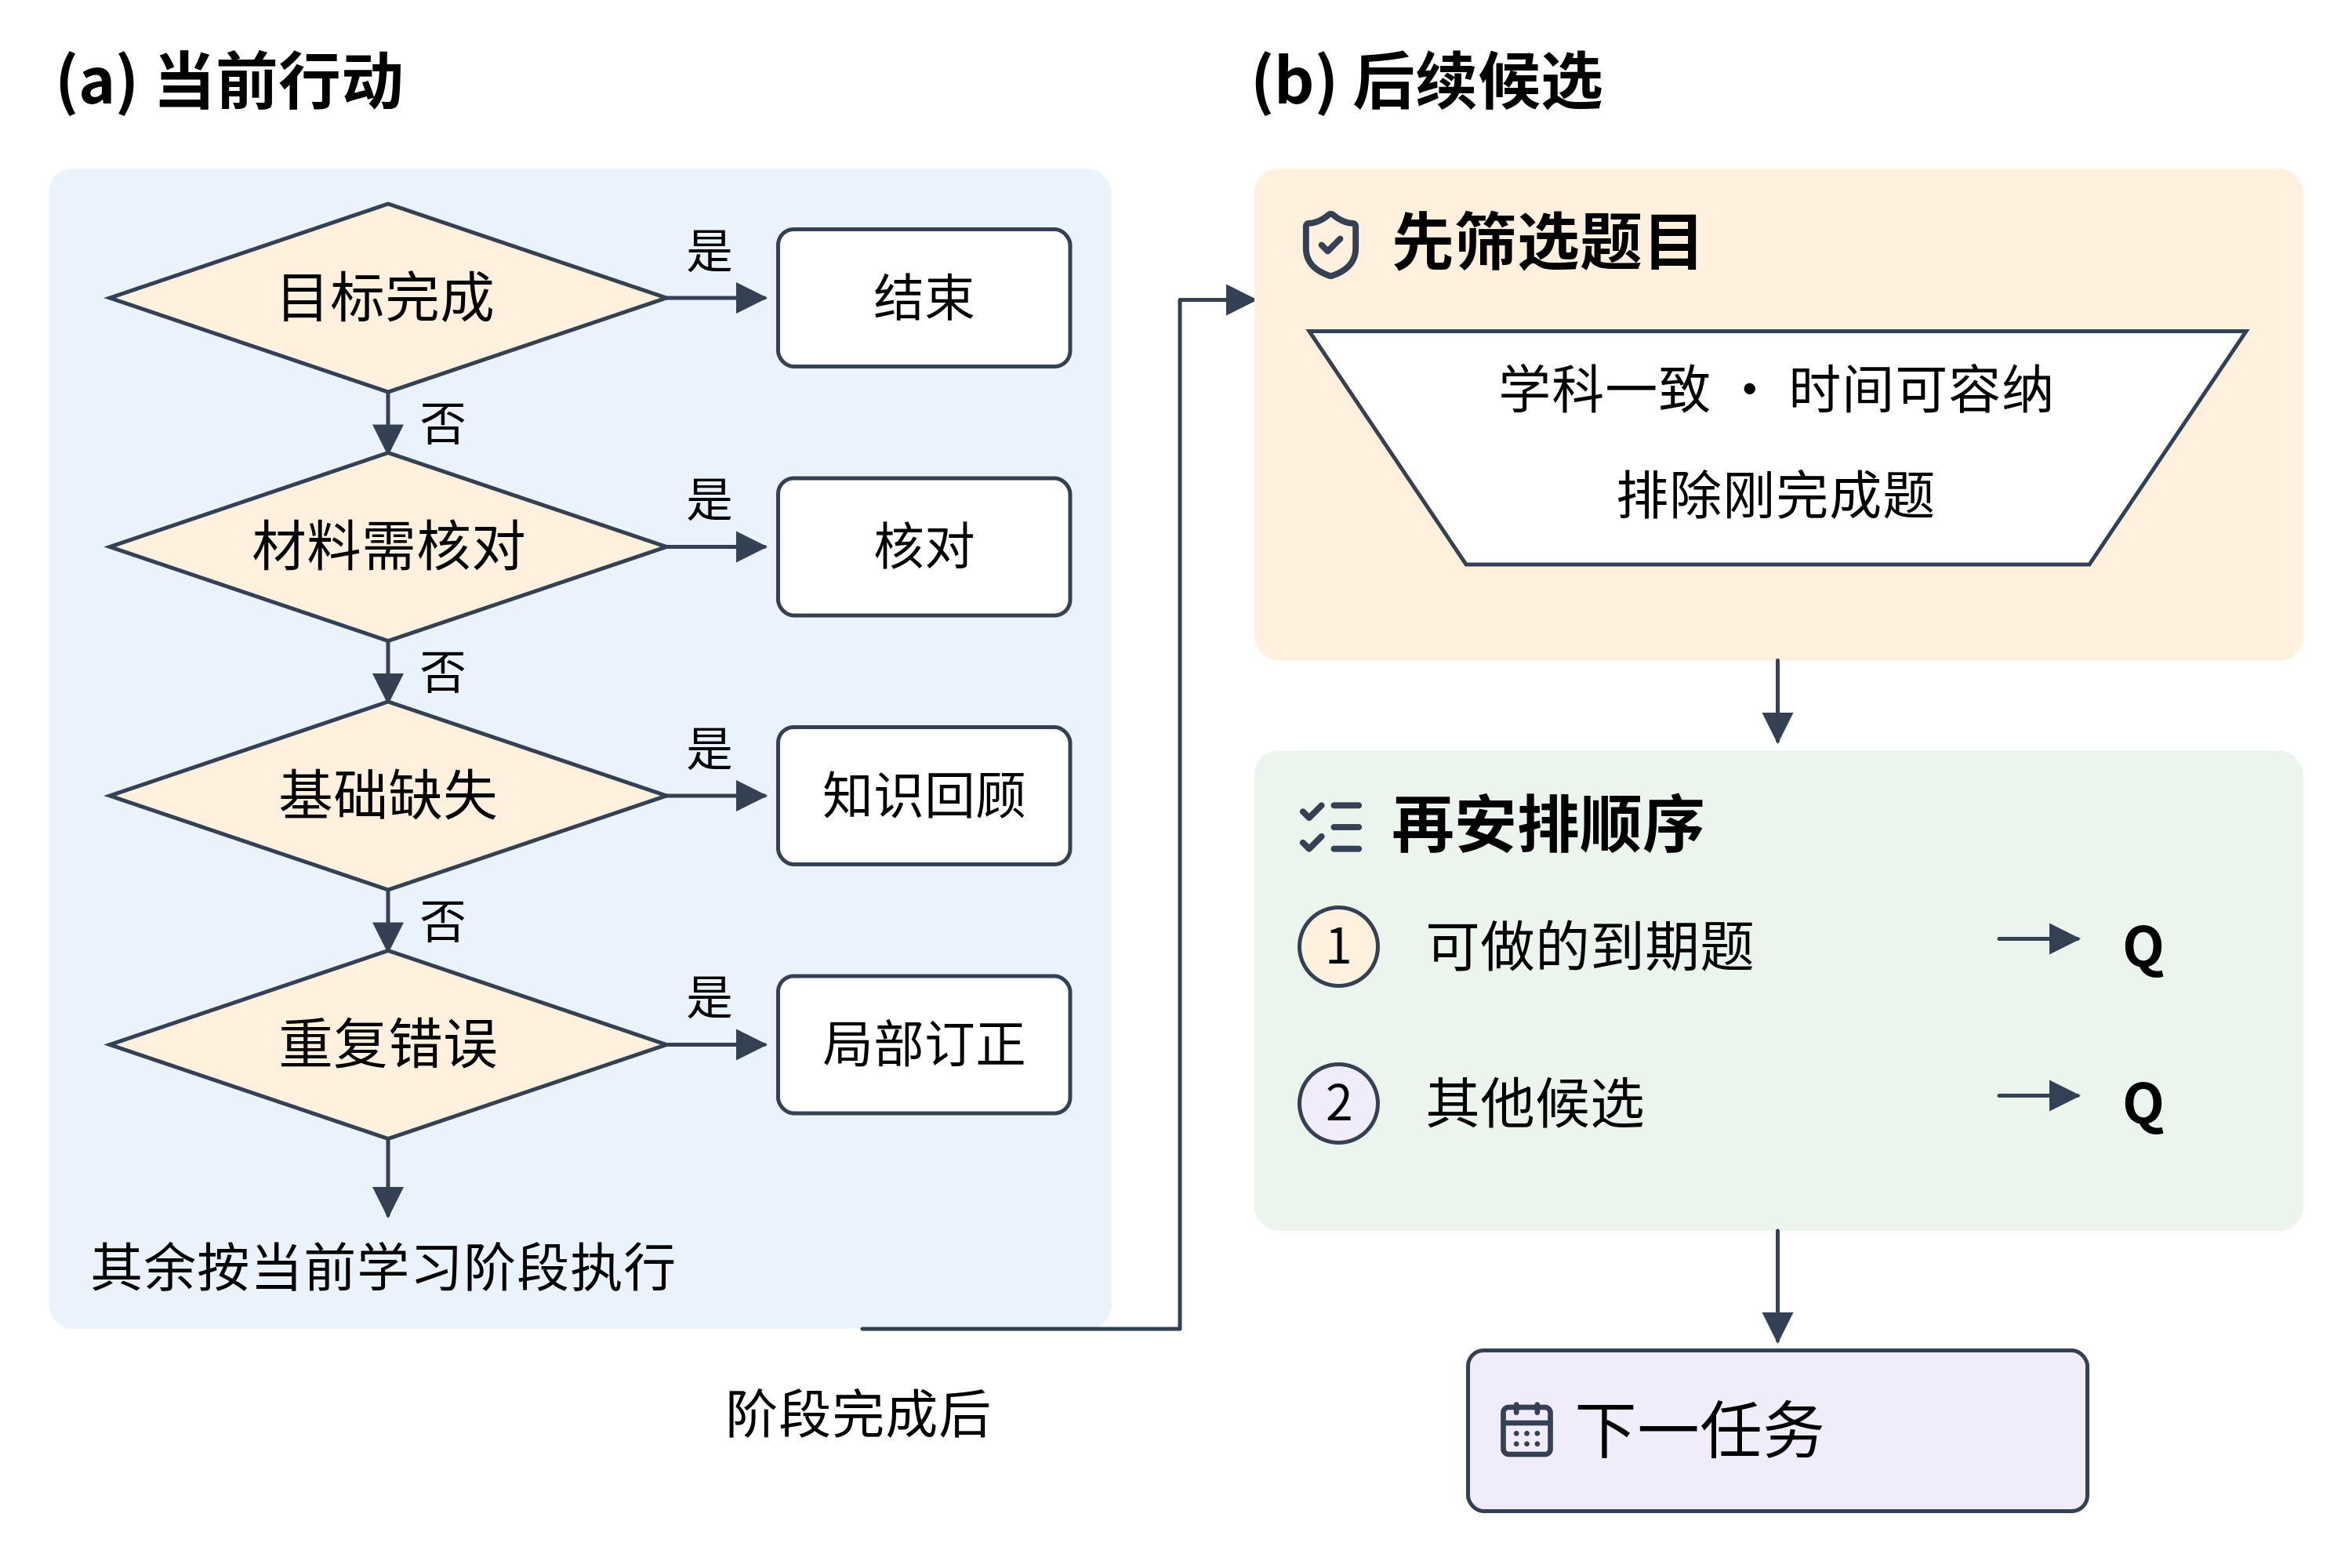 (a) 当前行动
目标完成
是
结束
否
材料需核对
是
核对
否
基础缺失
是
知识回顾
否
重复错误
是
局部订正
其余按当前学习阶段执行
阶段完成后
(b) 后续候选
先筛选题目
学科一致 · 时间可容纳
排除刚完成题
再安排顺序
1 可做的到期题 Q
2 其他候选 Q
下一任务